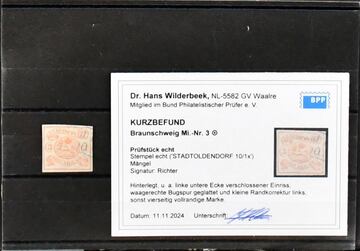 Dr. Hans Wilderbeek, NL-5582 GV Waalre
Mitglied im Bund Philatelistischer Prüfer e. V.
BPP
KURZBEFUND
Braunschweig Mi.-Nr. 3 ⊙
Prüfstück echt
Stempel echt ('STADTOLDENDORF 10/1x')
Mängel
Signatur: Richter
Hinterlegt, u. a. linke untere Ecke verschlossener Einriss,
waagerechte Bugspur geglättet und kleine Randkorrektur links,
sonst vierseitig vollrandige Marke.
Datum: 11.11.2024 Unterschrift: